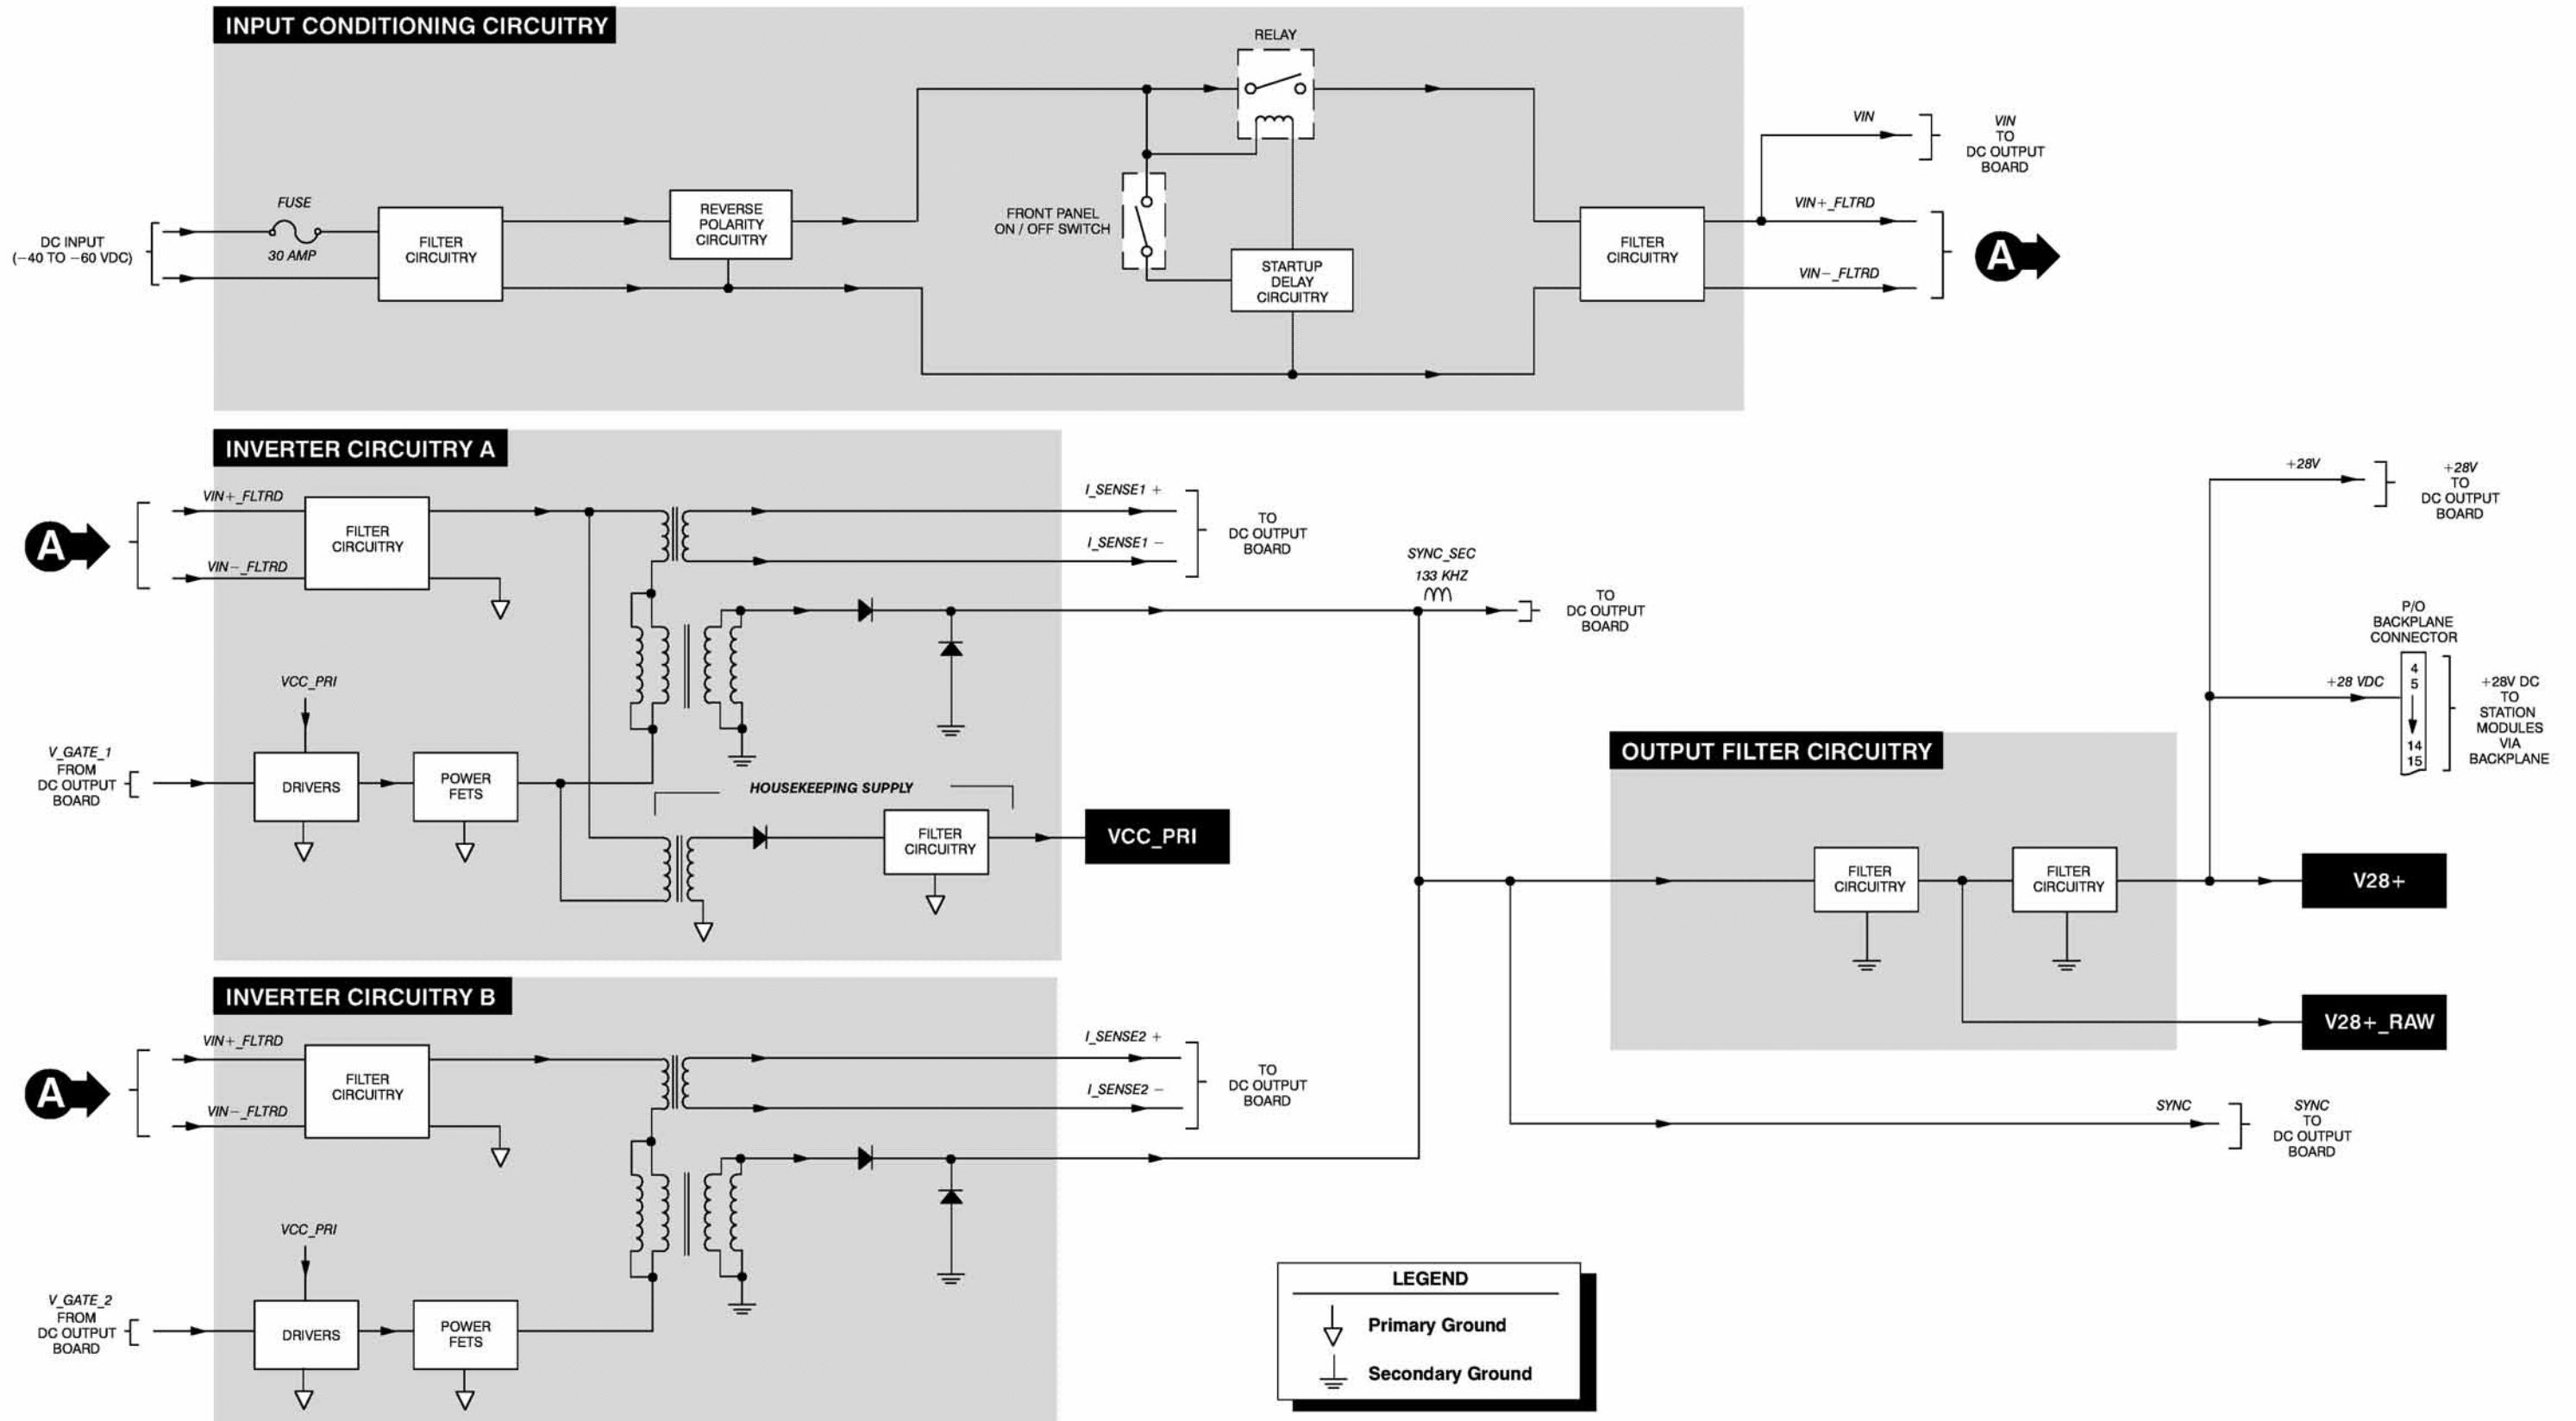 INPUT CONDITIONING CIRCUITRY
RELAY
VIN
VIN
TO
DC OUTPUT
BOARD
FUSE
30 AMP
DC INPUT
(−40 TO −60 VDC)
FILTER
CIRCUITRY
REVERSE
POLARITY
CIRCUITRY
FRONT PANEL
ON / OFF SWITCH
STARTUP
DELAY
CIRCUITRY
FILTER
CIRCUITRY
VIN+_FLTRD
VIN−_FLTRD
A
INVERTER CIRCUITRY A
A
VIN+_FLTRD
VIN−_FLTRD
FILTER
CIRCUITRY
I_SENSE1 +
I_SENSE1 −
TO
DC OUTPUT
BOARD
SYNC_SEC
133 KHZ
TO
DC OUTPUT
BOARD
VCC_PRI
V_GATE_1
FROM
DC OUTPUT
BOARD
DRIVERS
POWER
FETS
HOUSEKEEPING SUPPLY
FILTER
CIRCUITRY
VCC_PRI
+28V
+28V
TO
DC OUTPUT
BOARD
P/O
BACKPLANE
CONNECTOR
+28 VDC
4
5
14
15
+28V DC
TO
STATION
MODULES
VIA
BACKPLANE
OUTPUT FILTER CIRCUITRY
FILTER
CIRCUITRY
FILTER
CIRCUITRY
V28+
V28+_RAW
SYNC
SYNC
TO
DC OUTPUT
BOARD
INVERTER CIRCUITRY B
A
VIN+_FLTRD
VIN−_FLTRD
FILTER
CIRCUITRY
I_SENSE2 +
I_SENSE2 −
TO
DC OUTPUT
BOARD
VCC_PRI
V_GATE_2
FROM
DC OUTPUT
BOARD
DRIVERS
POWER
FETS
LEGEND
Primary Ground
Secondary Ground